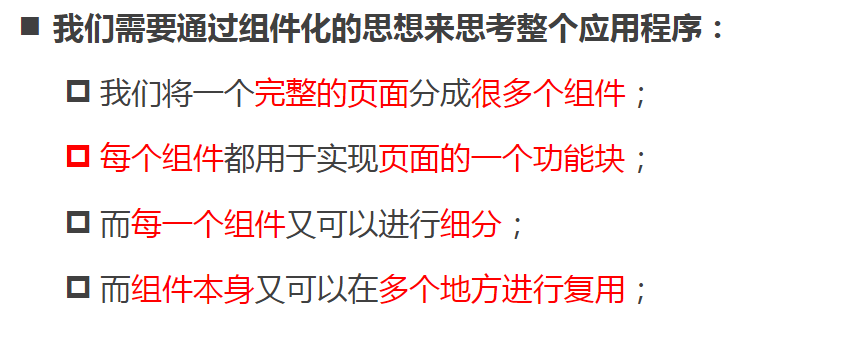 我们需要通过组件化的思想来思考整个应用程序：
我们将一个完整的页面分成很多个组件；
每个组件都用于实现页面的一个功能块；
而每一个组件又可以进行细分；
而组件本身又可以在多个地方进行复用；